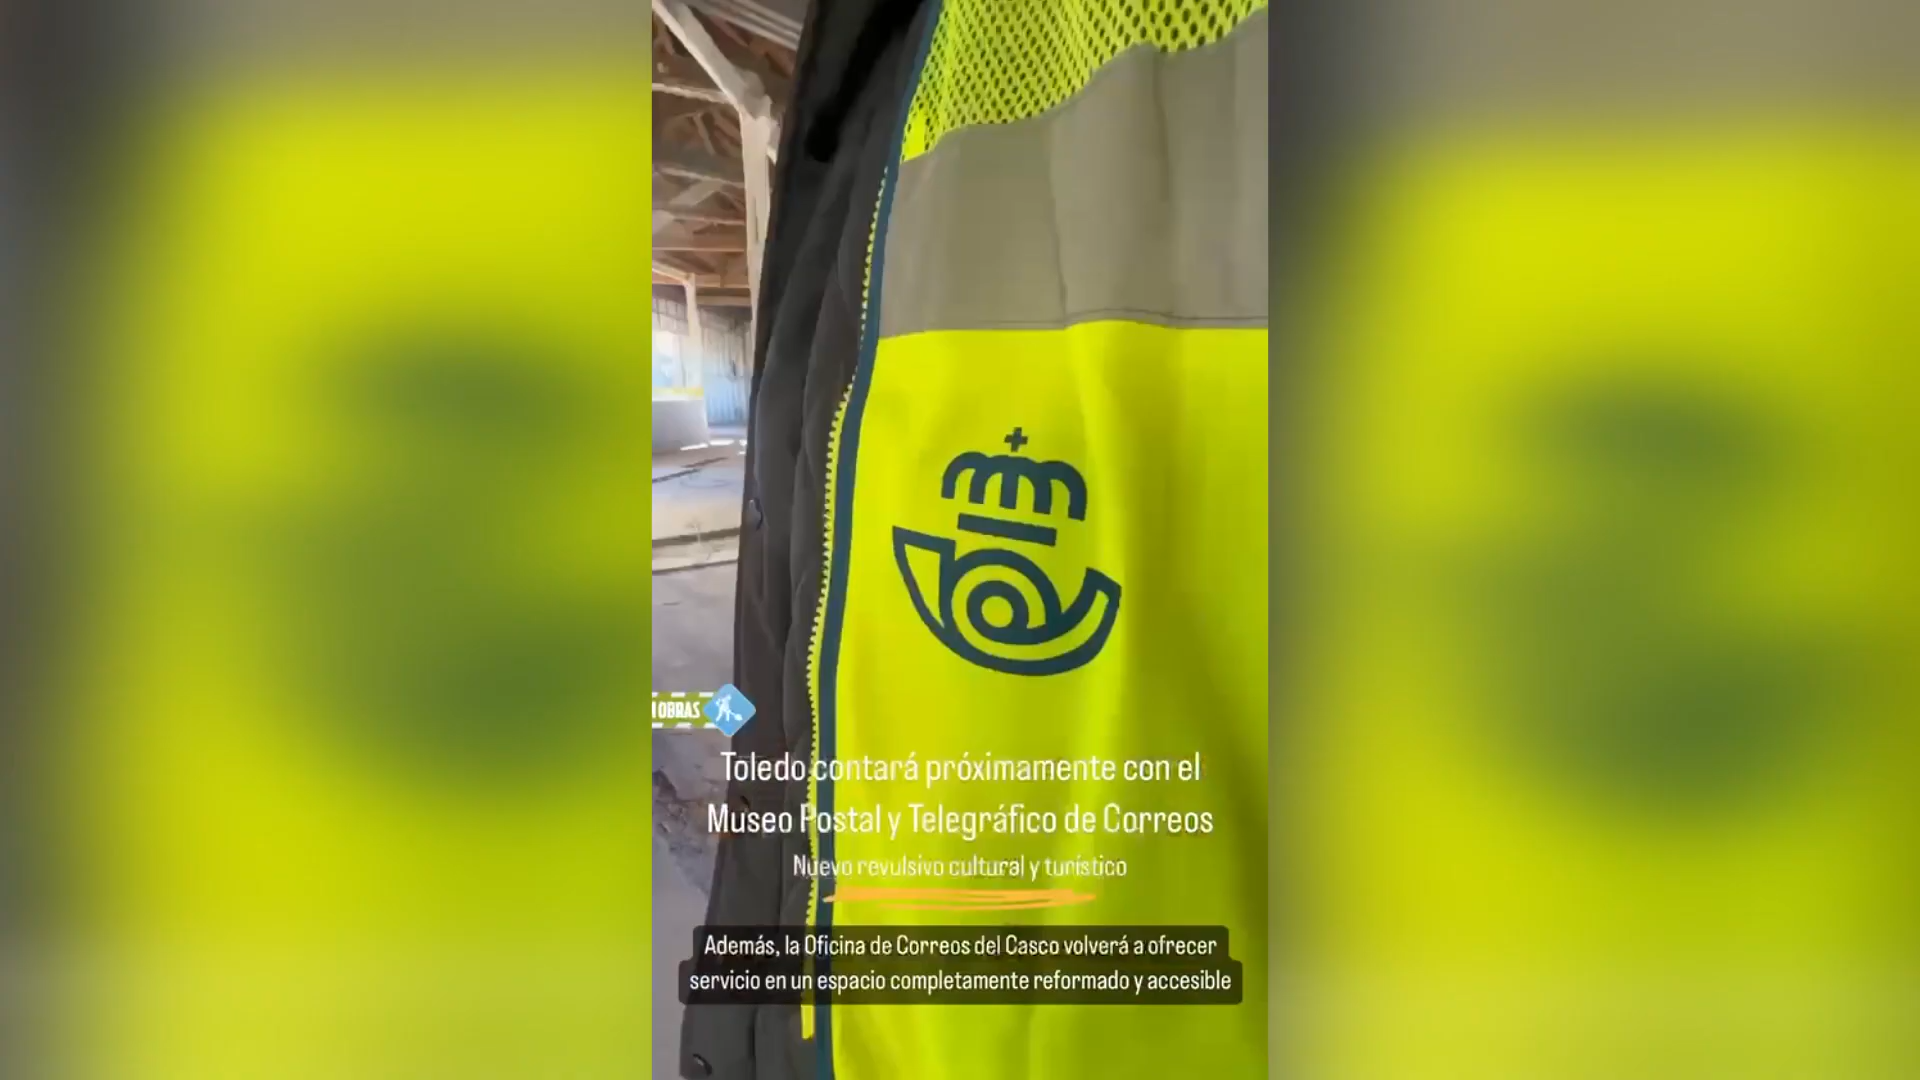 OBRAS
Toledo contará próximamente con el
Museo Postal y Telegráfico de Correos
Nuevo revulsivo cultural y turístico
Además, la Oficina de Correos del Casco volverá a ofrecer
servicio en un espacio completamente reformado y accesible